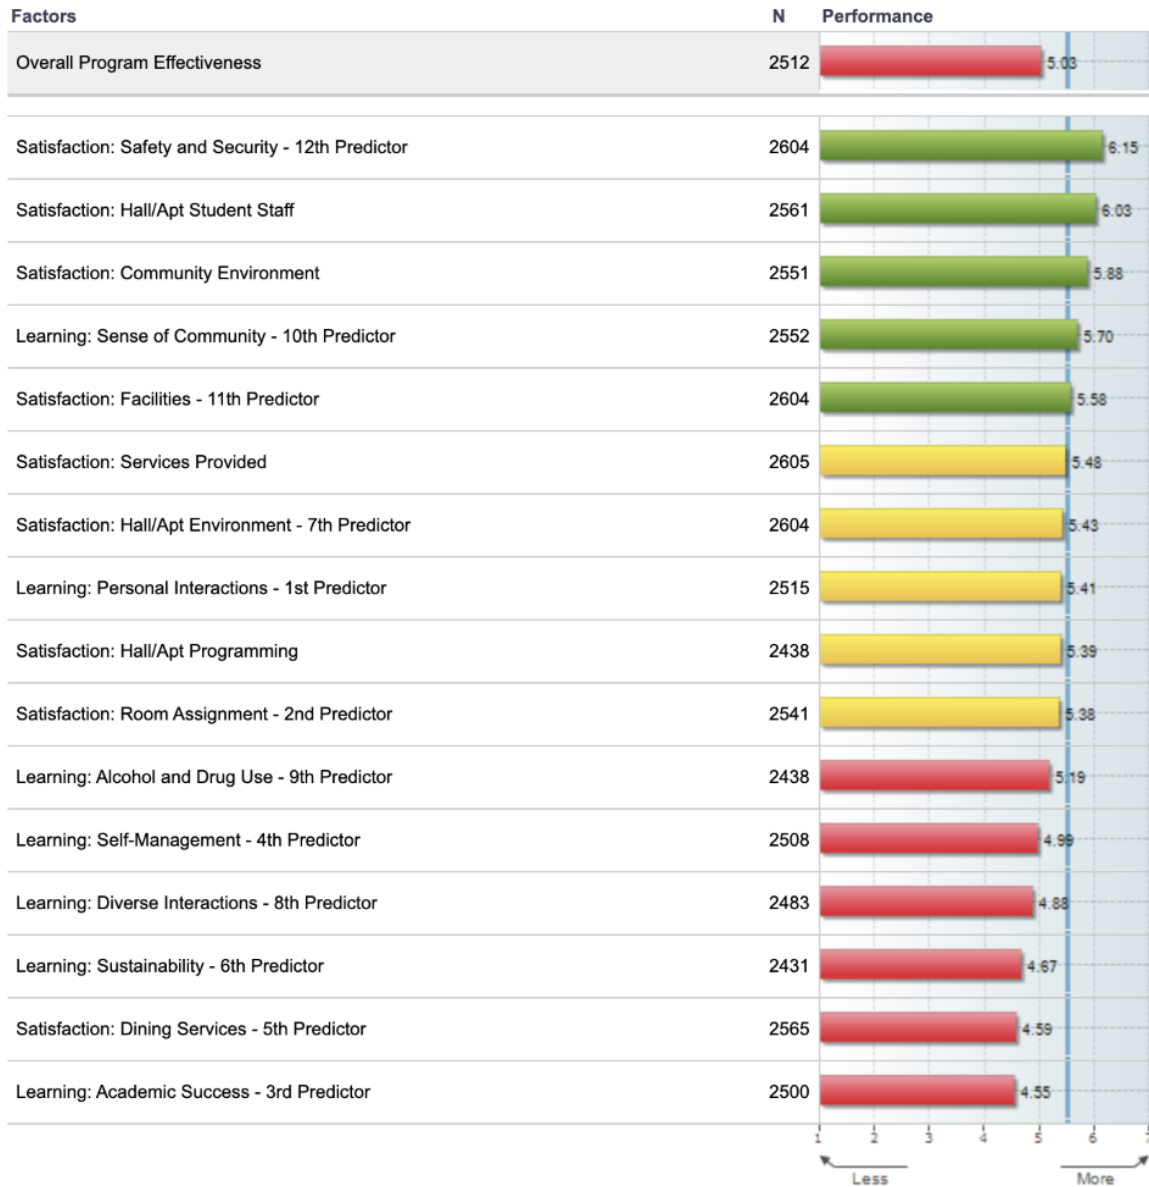 Factors N Performance
Overall Program Effectiveness 2512 5.03
Satisfaction: Safety and Security - 12th Predictor 2604 6.15
Satisfaction: Hall/Apt Student Staff 2561 6.03
Satisfaction: Community Environment 2551 5.88
Learning: Sense of Community - 10th Predictor 2552 5.70
Satisfaction: Facilities - 11th Predictor 2604 5.58
Satisfaction: Services Provided 2605 5.48
Satisfaction: Hall/Apt Environment - 7th Predictor 2604 5.43
Learning: Personal Interactions - 1st Predictor 2515 5.41
Satisfaction: Hall/Apt Programming 2438 5.39
Satisfaction: Room Assignment - 2nd Predictor 2541 5.38
Learning: Alcohol and Drug Use - 9th Predictor 2438 5.19
Learning: Self-Management - 4th Predictor 2508 4.99
Learning: Diverse Interactions - 8th Predictor 2483 4.88
Learning: Sustainability - 6th Predictor 2431 4.67
Satisfaction: Dining Services - 5th Predictor 2565 4.59
Learning: Academic Success - 3rd Predictor 2500 4.55
1 2 3 4 5 6 7
Less More